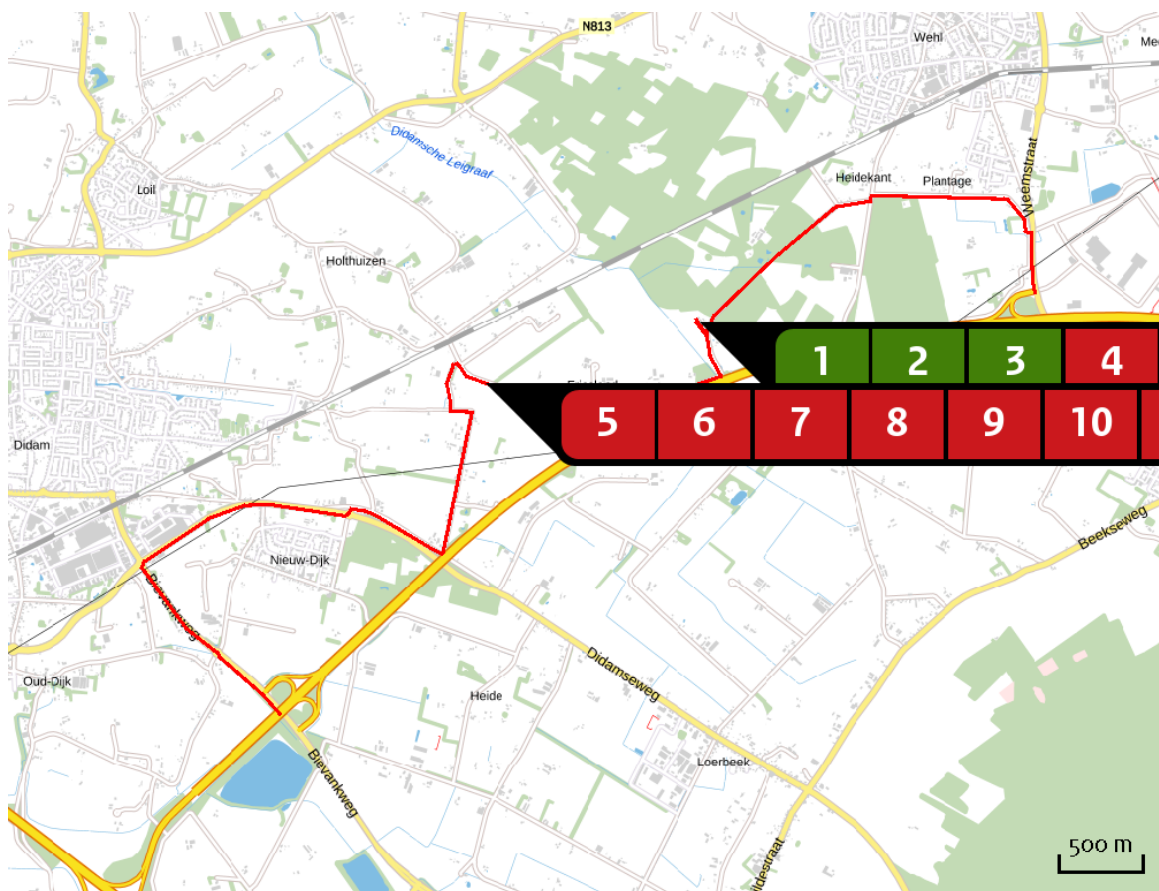 N813
Wehl
Didamsche Leigraaf
Loil
Heidekant
Plantage
Weemstraat
Holthuizen
1 2 3 4
5 6 7 8 9 10
Didam
Nieuw-Dijk
Beekseweg
Bievankweg
Didamseweg
Oud-Dijk
Heide
Loerbeek
Bievankweg
500 m